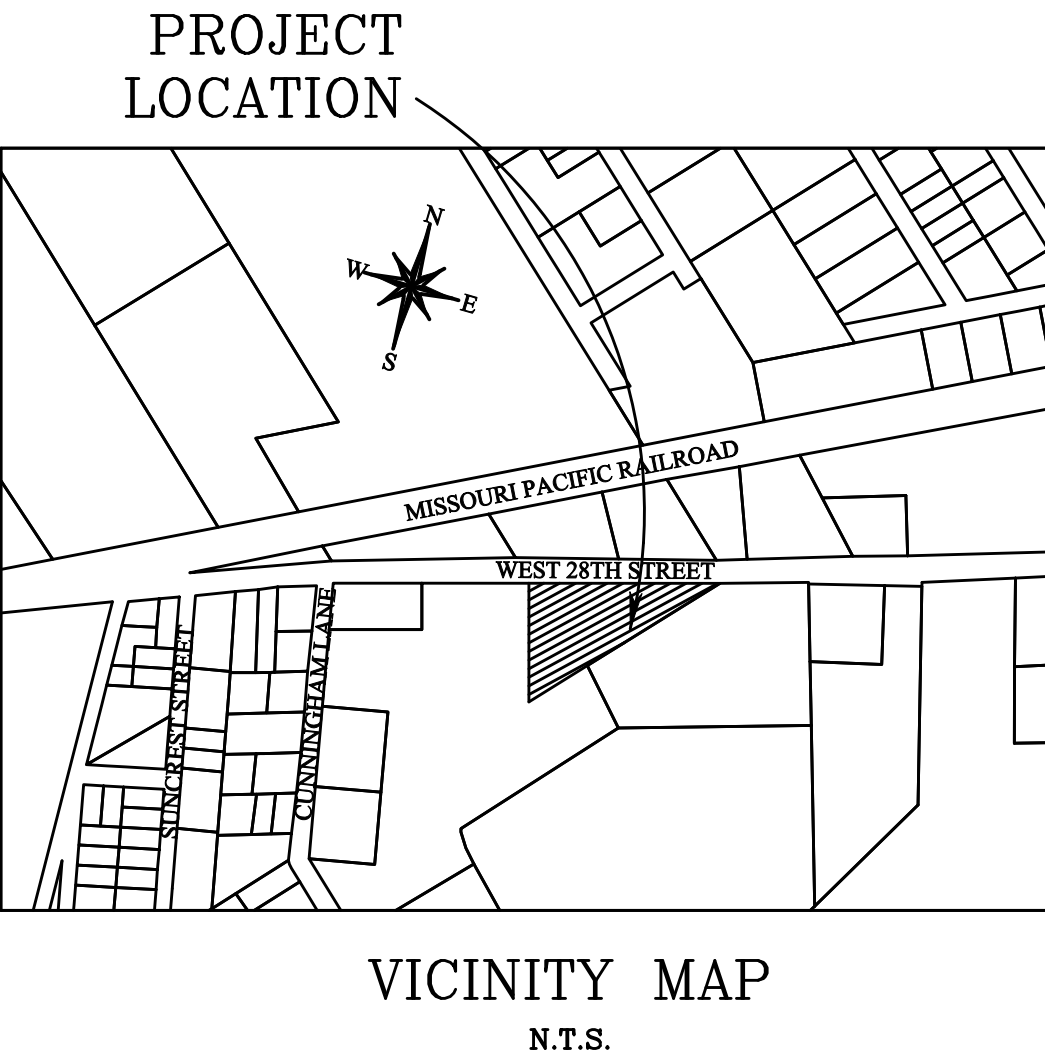 PROJECT
LOCATION
N
W
E
S
MISSOURI PACIFIC RAILROAD
WEST 28TH STREET
SUNCREST STREET
CUNNINGHAM LANE
VICINITY MAP
N.T.S.